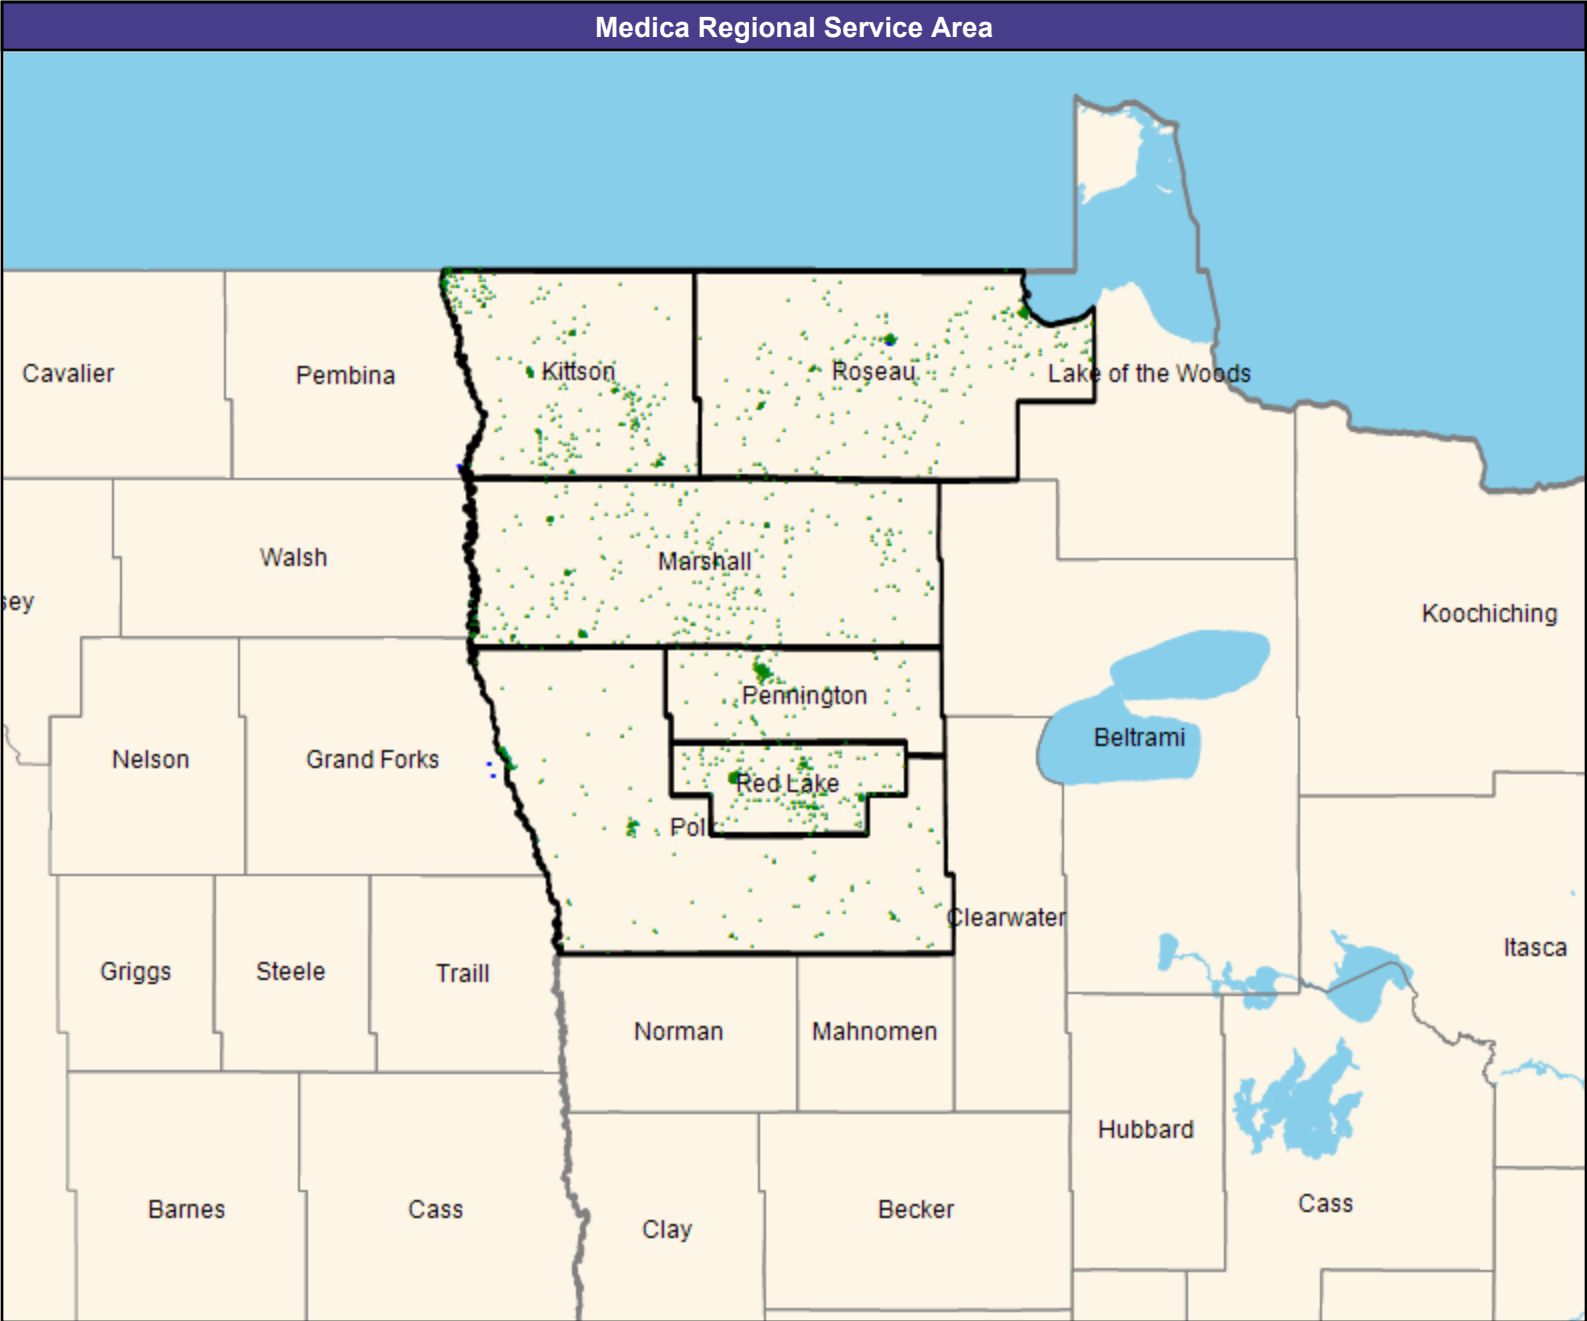 Medica Regional Service Area
Cavalier
Pembina
Kittson
Roseau
Lake of the Woods
Walsh
Marshall
sey
Koochiching
Pennington
Nelson
Grand Forks
Beltrami
Red Lake
Pol
Clearwater
Griggs
Steele
Traill
Itasca
Norman
Mahnomen
Hubbard
Barnes
Cass
Clay
Becker
Cass